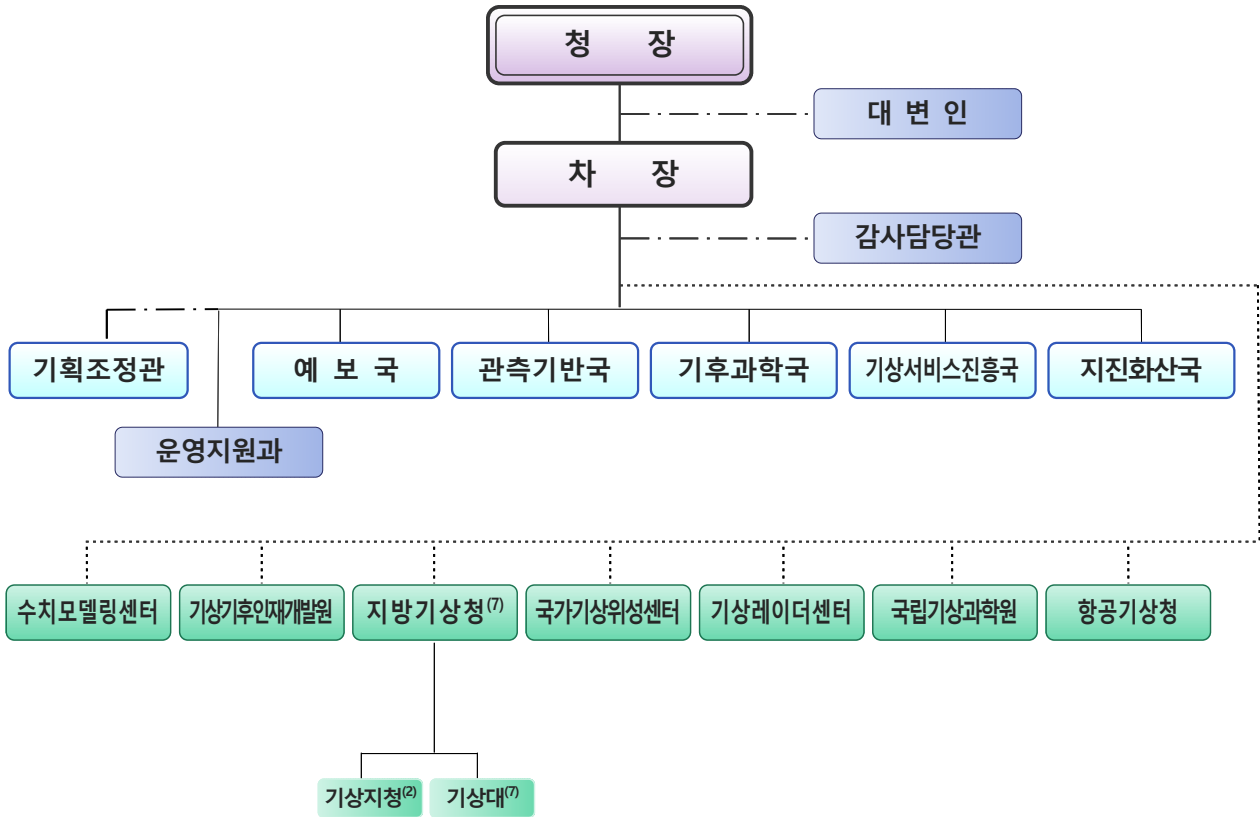 청 장
대 변 인
차 장
감사담당관
기획조정관
예 보 국
관측기반국
기후과학국
기상서비스진흥국
지진화산국
운영지원과
수치모델링센터
기상기후인재개발원
지방기상청(7)
국가기상위성센터
기상레이더센터
국립기상과학원
항공기상청
기상지청(2)
기상대(7)